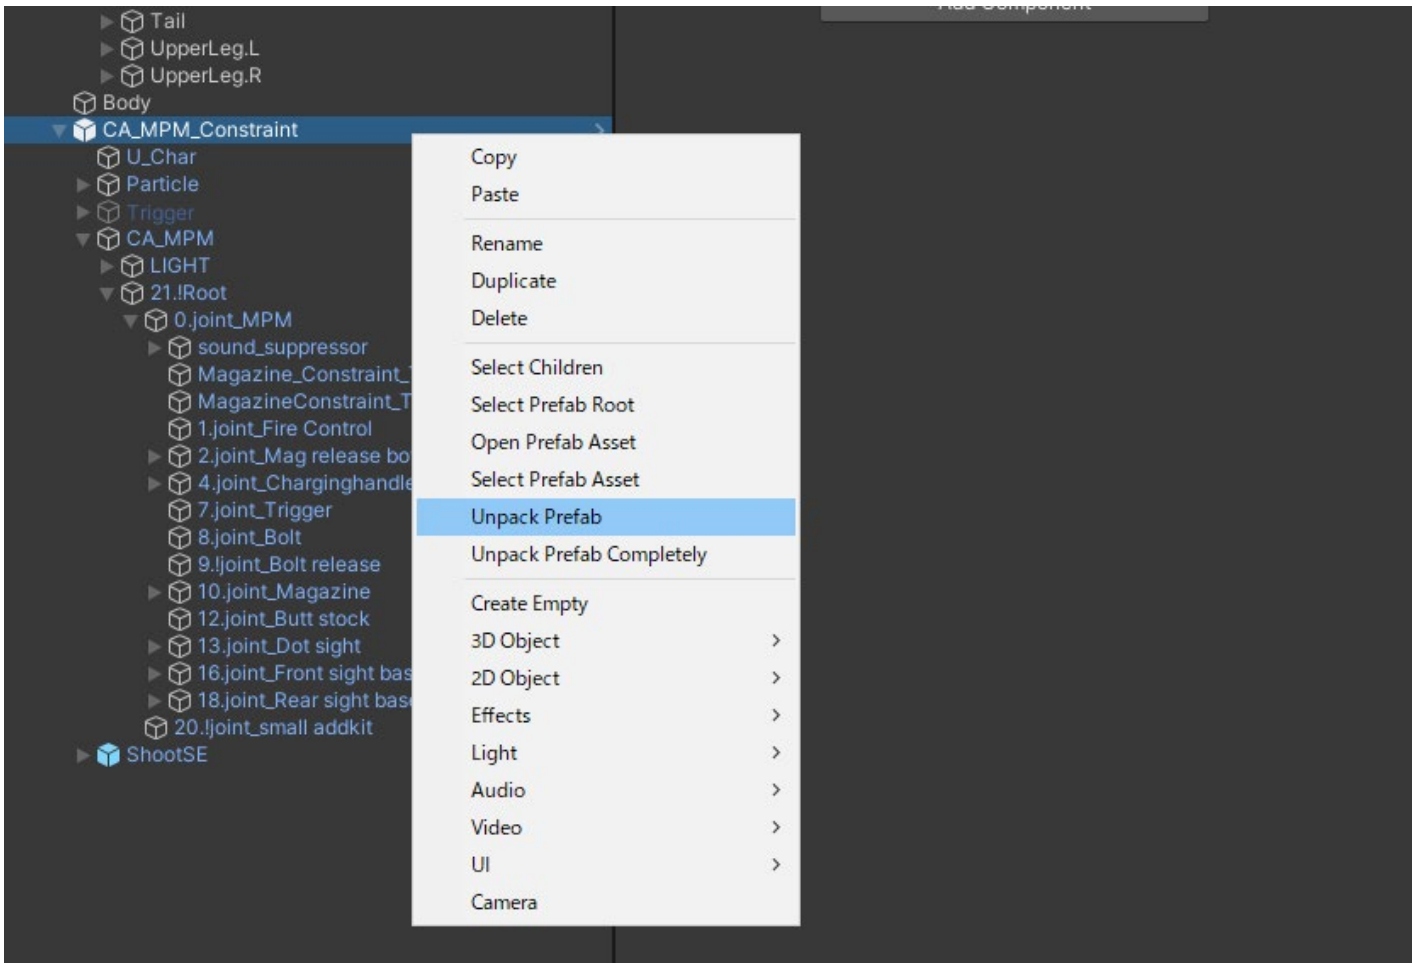 Add Component
Tail
UpperLeg.L
UpperLeg.R
Body
CA_MPM_Constraint
U_Char
Particle
Trigger
CA_MPM
LIGHT
21.!Root
0.joint_MPM
sound_suppressor
Magazine_Constraint_
MagazineConstraint_T
1.joint_Fire Control
2.joint_Mag release bo
4.joint_Charginghandle
7.joint_Trigger
8.joint_Bolt
9.!joint_Bolt release
10.joint_Magazine
12.joint_Butt stock
13.joint_Dot sight
16.joint_Front sight bas
18.joint_Rear sight base
20.!joint_small addkit
ShootSE
Copy
Paste
Rename
Duplicate
Delete
Select Children
Select Prefab Root
Open Prefab Asset
Select Prefab Asset
Unpack Prefab
Unpack Prefab Completely
Create Empty
3D Object
2D Object
Effects
Light
Audio
Video
UI
Camera